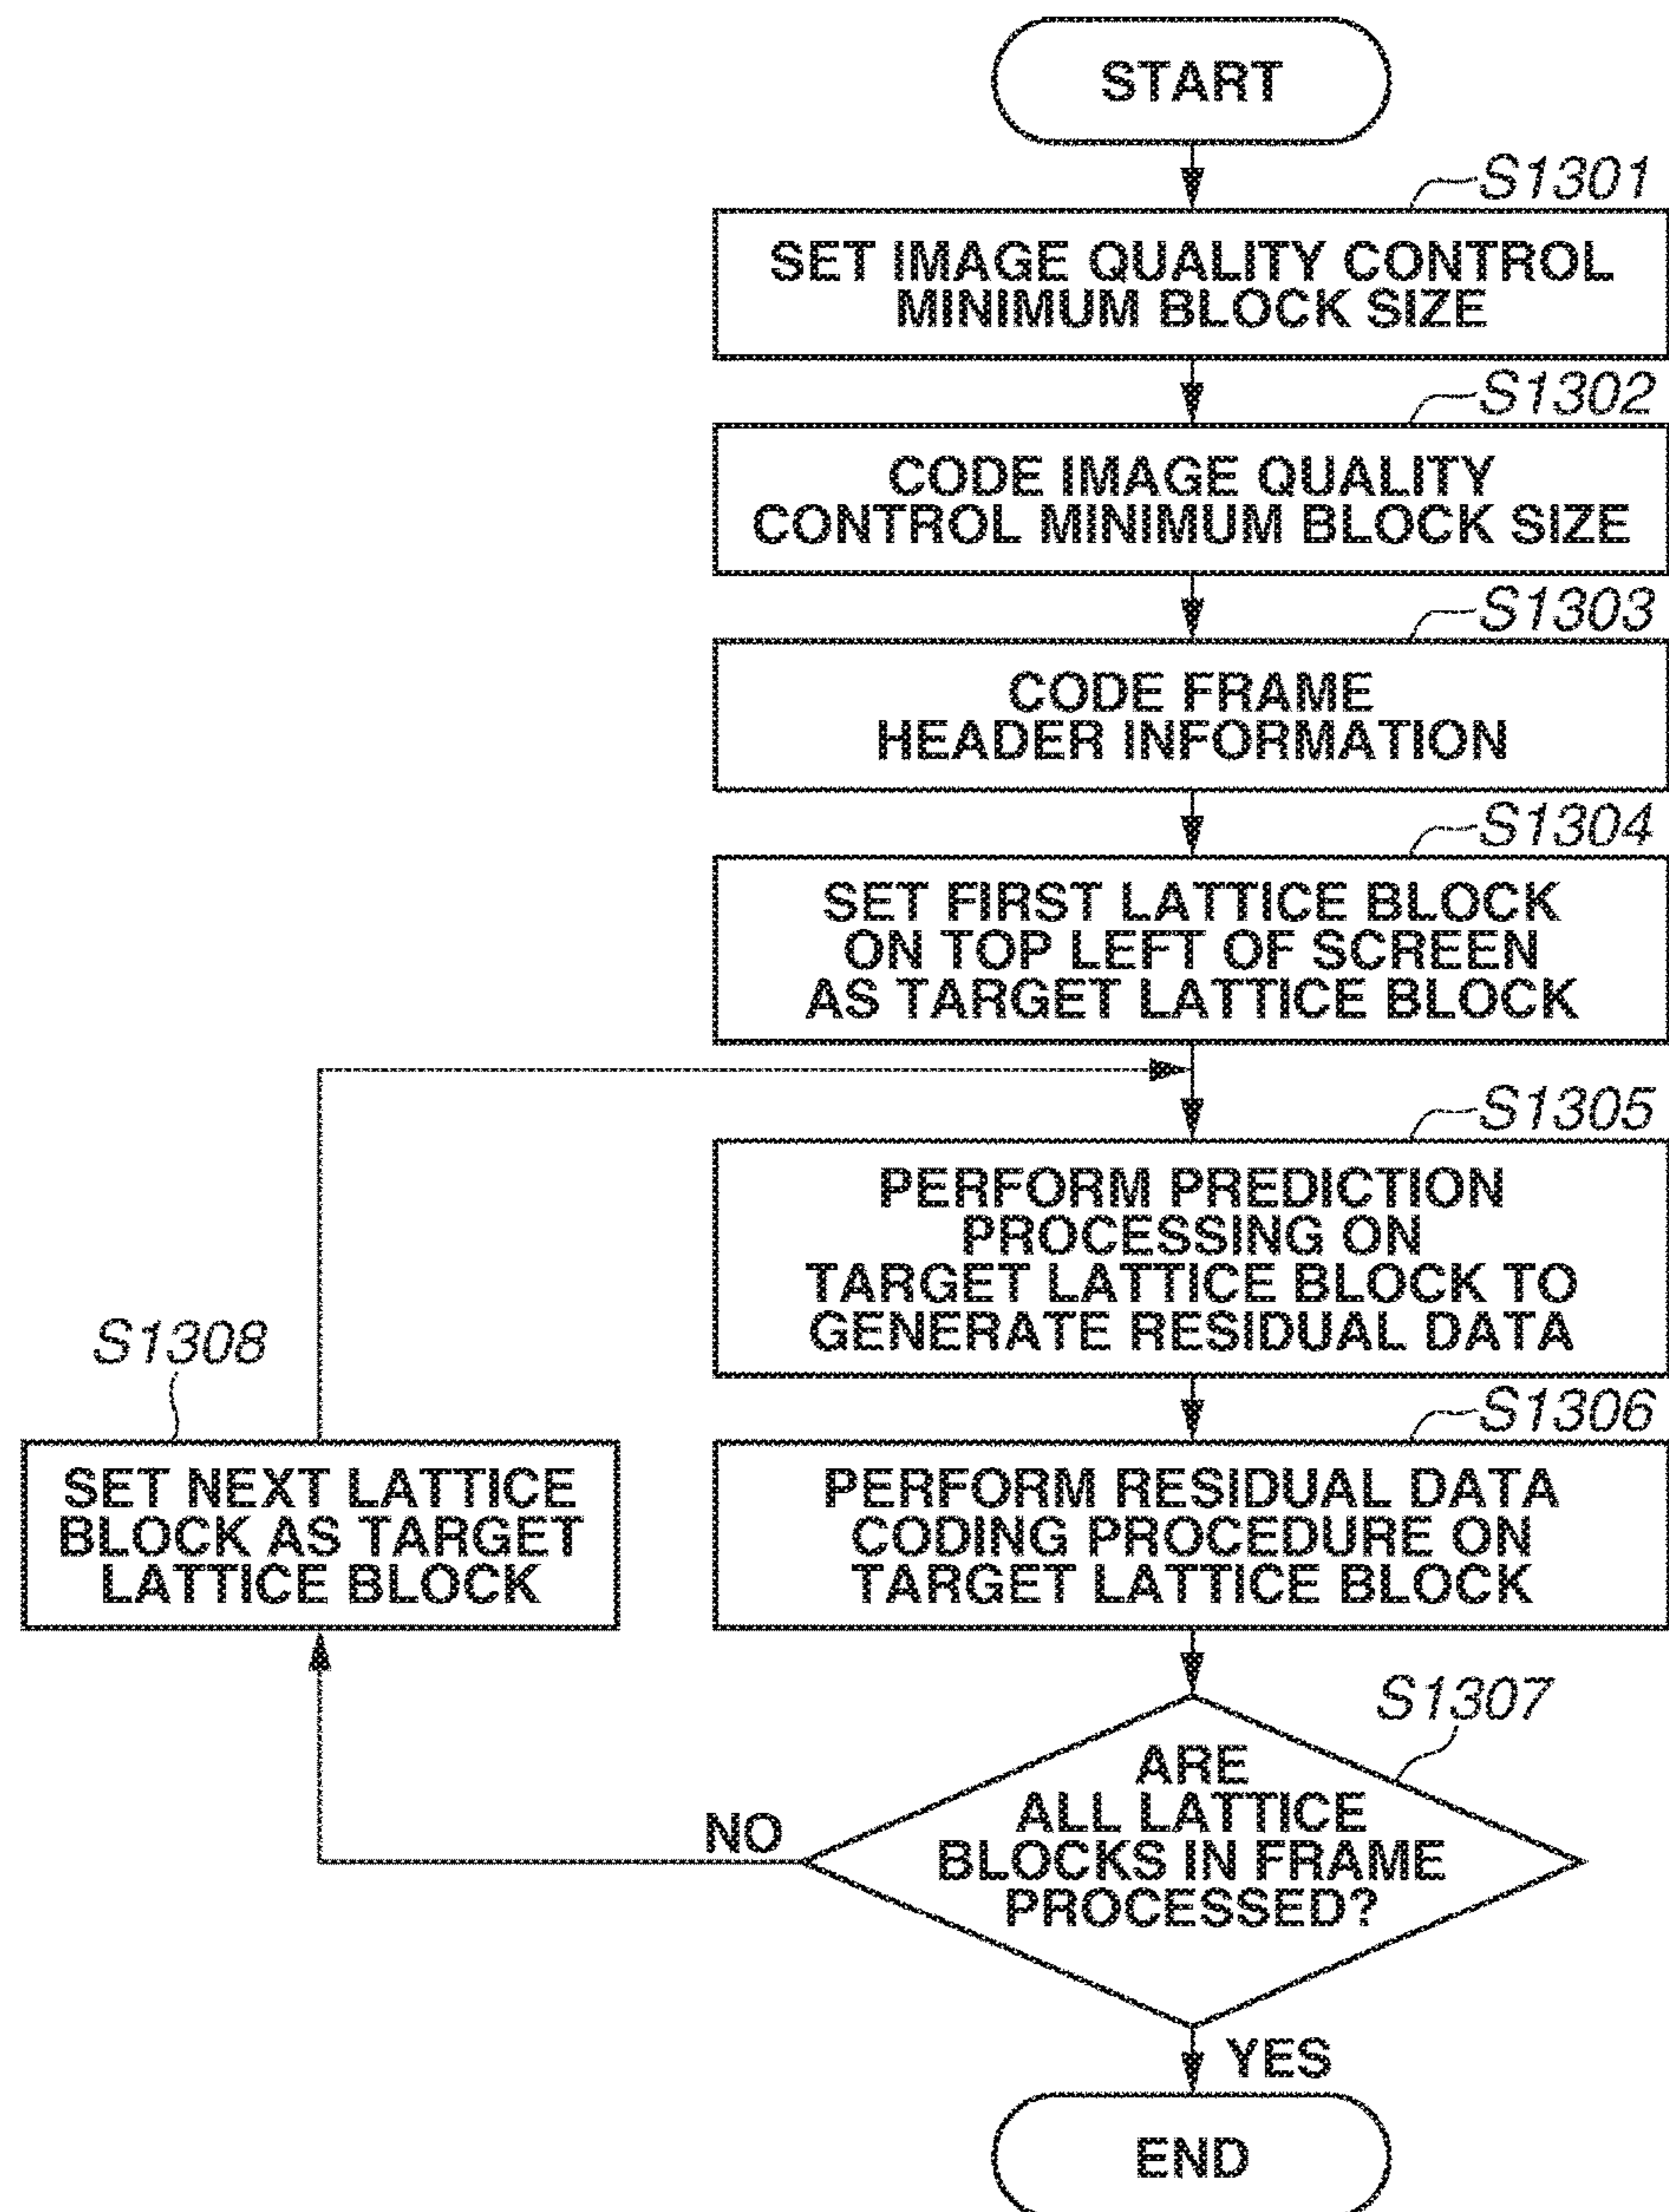 START
S1301
SET IMAGE QUALITY CONTROL
MINIMUM BLOCK SIZE
S1302
CODE IMAGE QUALITY
CONTROL MINIMUM BLOCK SIZE
S1303
CODE FRAME
HEADER INFORMATION
S1304
SET FIRST LATTICE BLOCK
ON TOP LEFT OF SCREEN
AS TARGET LATTICE BLOCK
S1305
PERFORM PREDICTION
PROCESSING ON
TARGET LATTICE BLOCK TO
GENERATE RESIDUAL DATA
S1306
PERFORM RESIDUAL DATA
CODING PROCEDURE ON
TARGET LATTICE BLOCK
S1307
ARE
ALL LATTICE
BLOCKS IN FRAME
PROCESSED?
NO
S1308
SET NEXT LATTICE
BLOCK AS TARGET
LATTICE BLOCK
YES
END